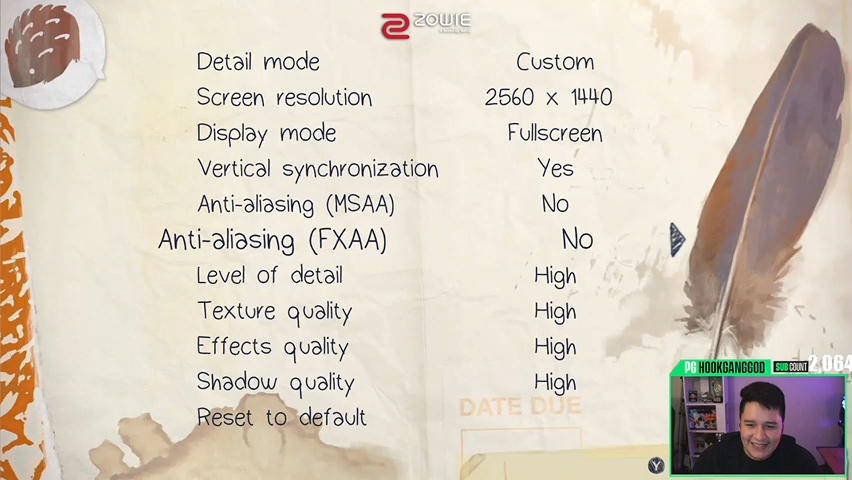 ZOWIE
Detail mode Custom
Screen resolution 2560 x 1440
Display mode Fullscreen
Vertical synchronization Yes
Anti-aliasing (MSAA) No
Anti-aliasing (FXAA) No
Level of detail High
Texture quality High
Effects quality High
Shadow quality High
Reset to default
DATE DUE
PG HOOKGANGGOD SUB COUNT 2,064
Y